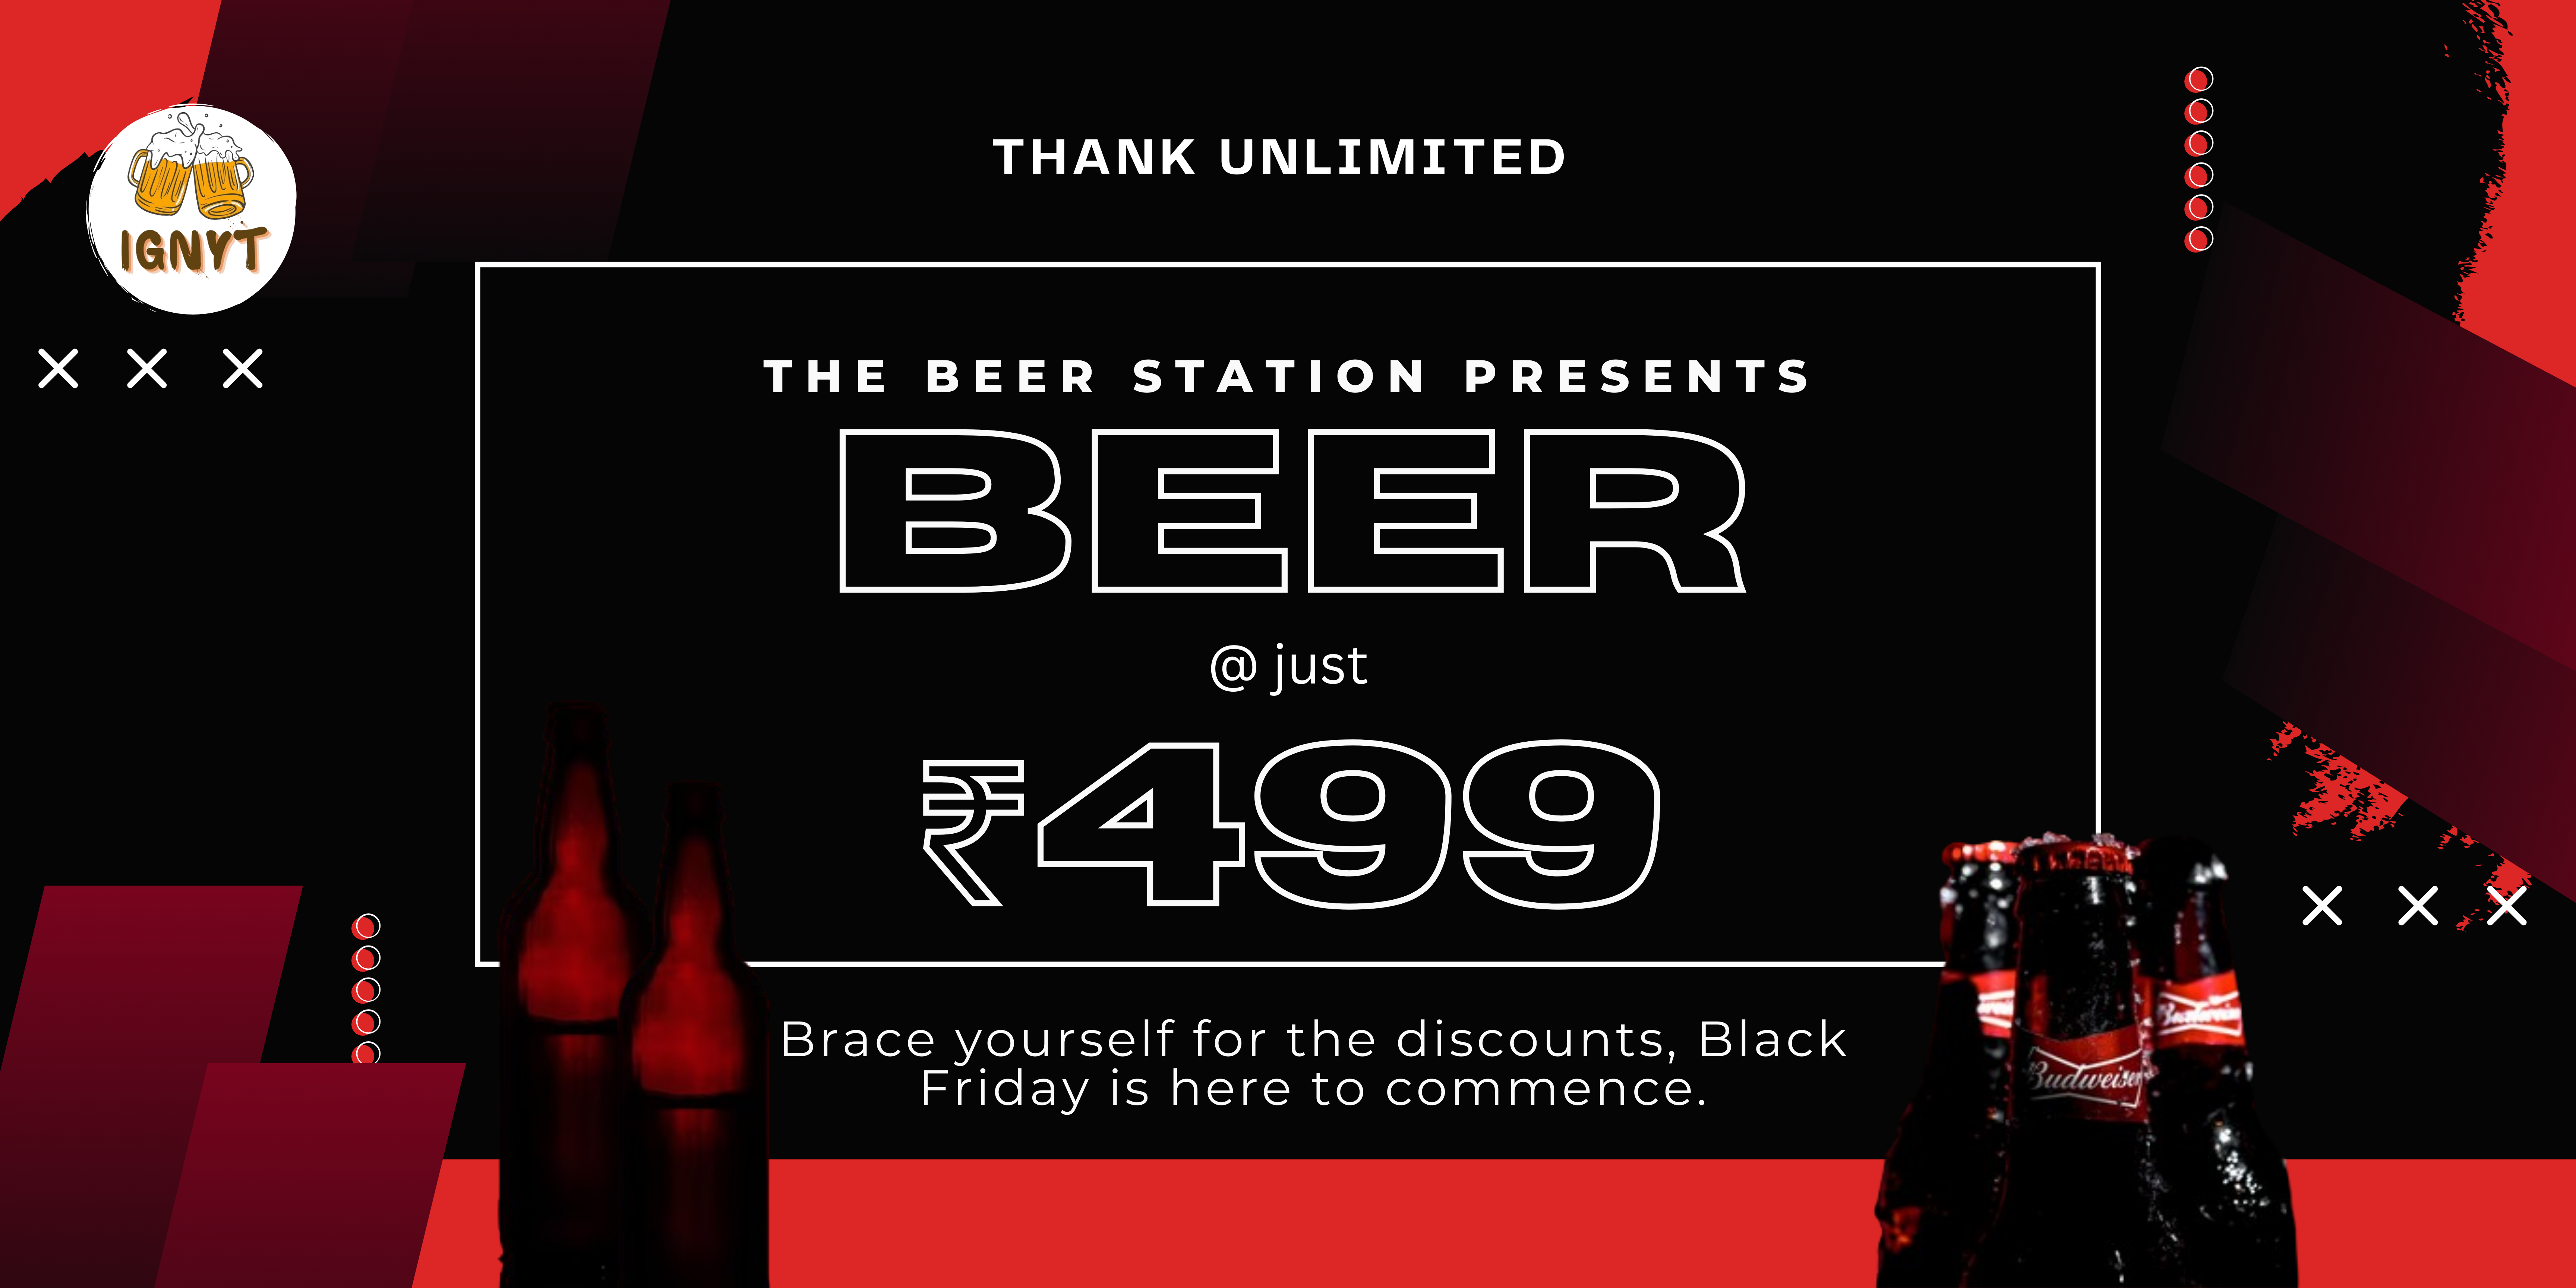 THANK UNLIMITED
IGNYT
THE BEER STATION PRESENTS
BEER
@ just
₹499
Brace yourself for the discounts, Black
Friday is here to commence.
Budweiser
Budweiser